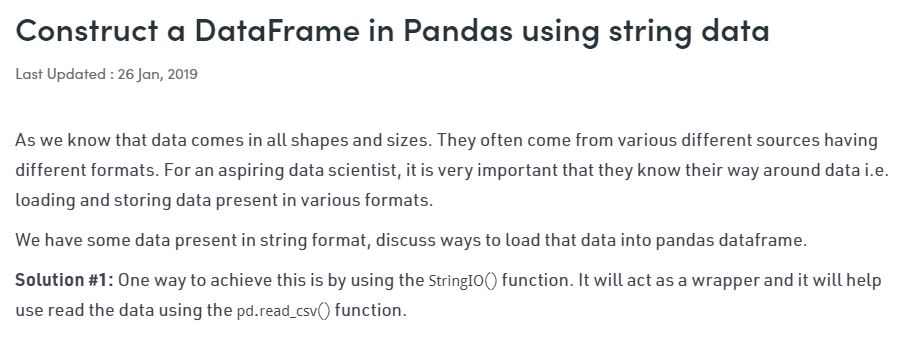 Construct a DataFrame in Pandas using string data
Last Updated : 26 Jan, 2019
As we know that data comes in all shapes and sizes. They often come from various different sources having
different formats. For an aspiring data scientist, it is very important that they know their way around data i.e.
loading and storing data present in various formats.
We have some data present in string format, discuss ways to load that data into pandas dataframe.
Solution #1: One way to achieve this is by using the StringIO() function. It will act as a wrapper and it will help
use read the data using the pd.read_csv() function.